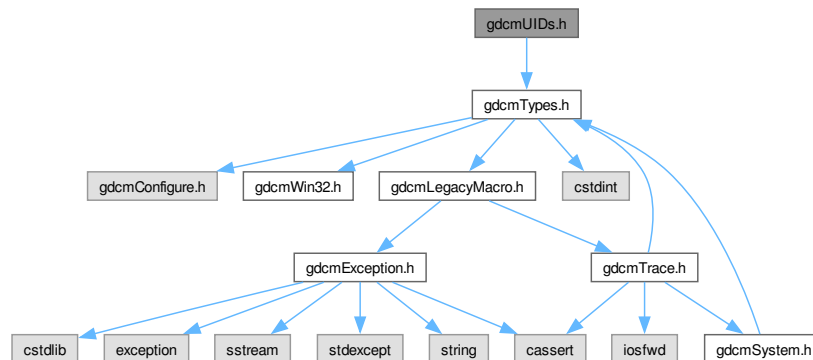 gdcmUIDs.h
gdcmTypes.h
gdcmConfigure.h
gdcmWin32.h
gdcmLegacyMacro.h
cstdint
gdcmException.h
gdcmTrace.h
cstdlib
exception
sstream
stdexcept
string
cassert
iosfwd
gdcmSystem.h